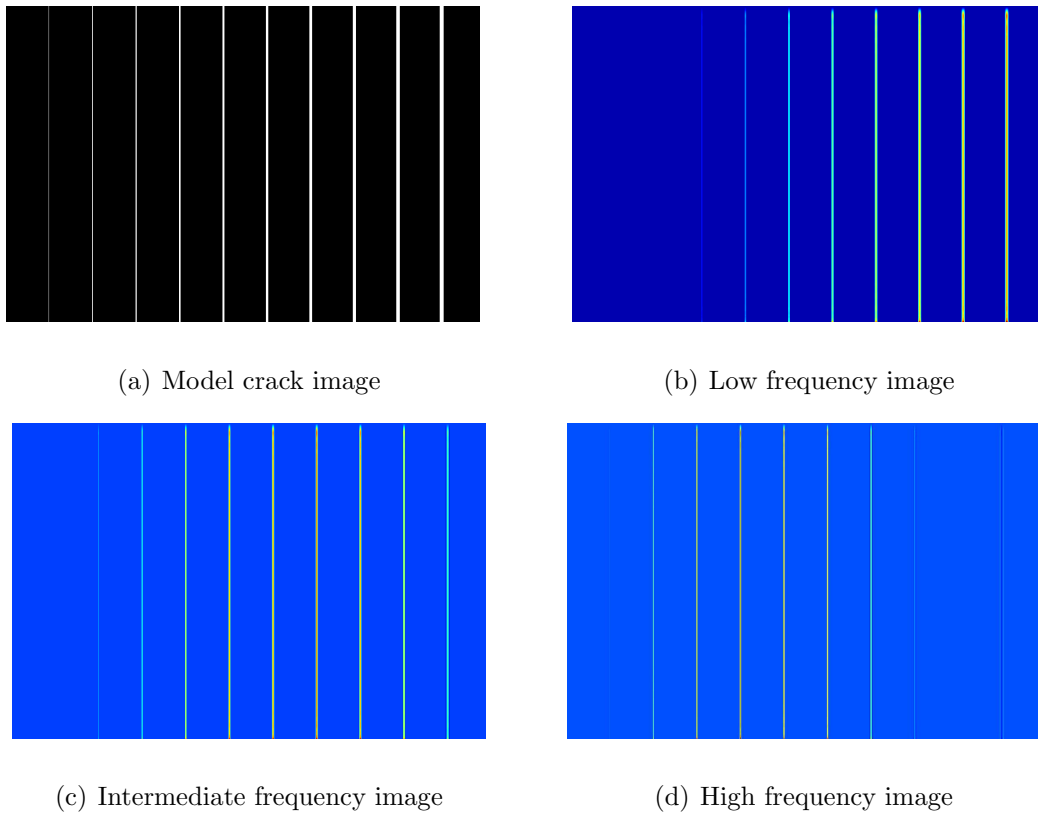 (a) Model crack image
(b) Low frequency image
(c) Intermediate frequency image
(d) High frequency image